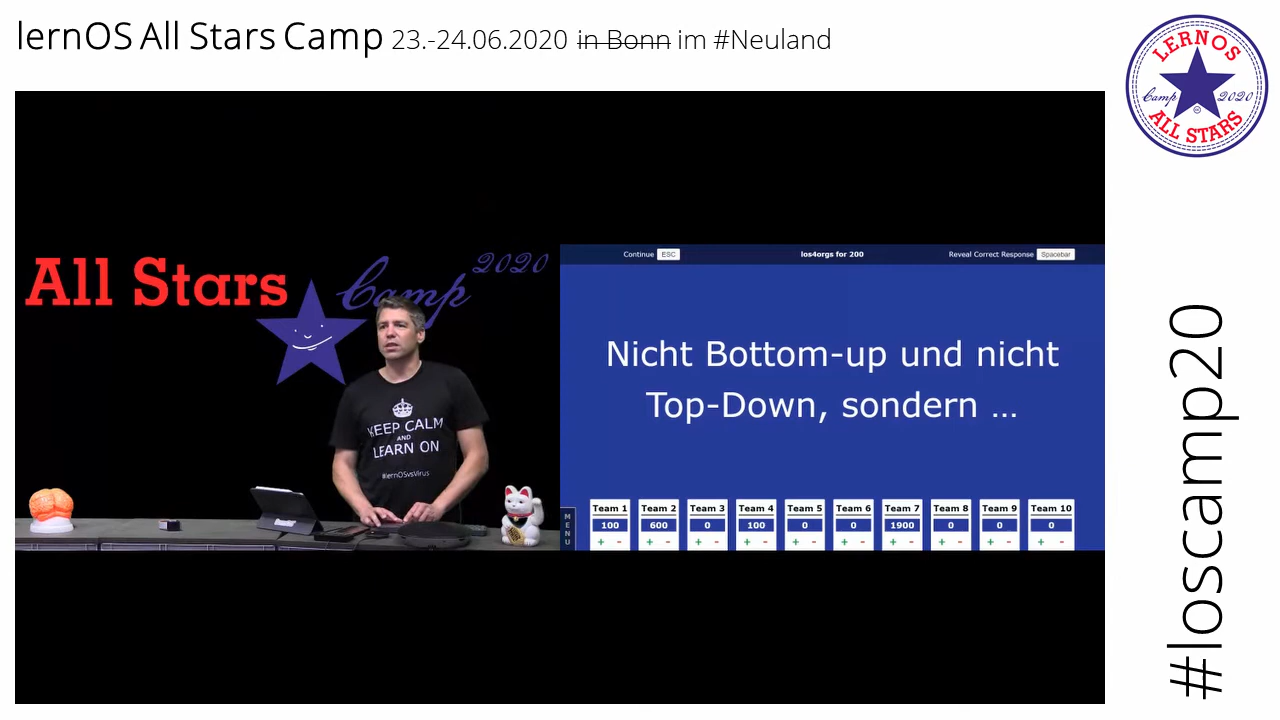 lernOS All Stars Camp 23.-24.06.2020 in Bonn im #Neuland
LERNOS
Camp 2020
ALL STARS
All Stars Camp 2020
KEEP CALM
AND
LEARN ON
#lernOSvsVirus
Continue ESC los4orgs for 200 Reveal Correct Response Spacebar
Nicht Bottom-up und nicht
Top-Down, sondern ...
MENU
Team 1 Team 2 Team 3 Team 4 Team 5 Team 6 Team 7 Team 8 Team 9 Team 10
100 600 0 100 0 0 1900 0 0 0
+ - + - + - + - + - + - + - + - + - + -
#loscamp20